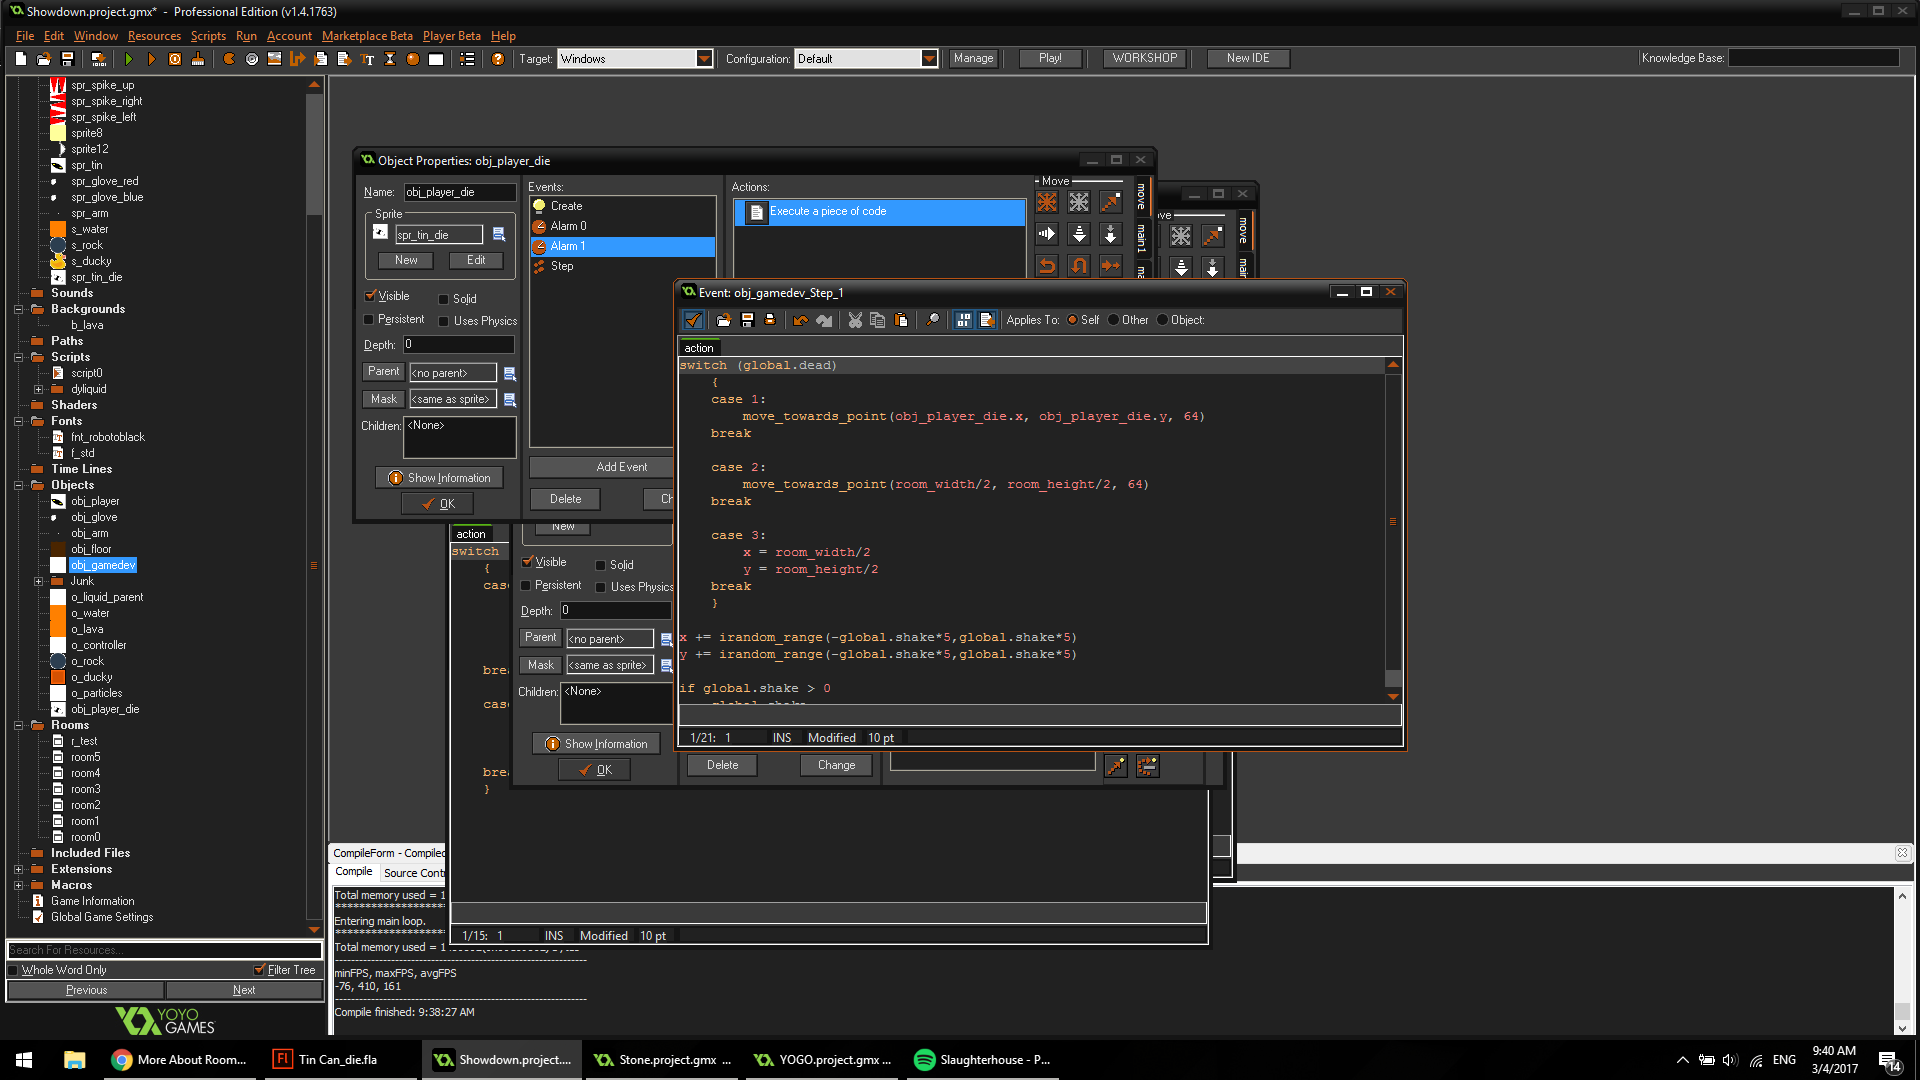 Showdown.project.gmx* - Professional Edition (v1.4.1763)
File Edit Window Resources Scripts Run Account Marketplace Beta Player Beta Help
Target: Windows Configuration: Default Manage Play! WORKSHOP New IDE Knowledge Base:
spr_spike_up
spr_spike_right
spr_spike_left
sprite8
sprite12
spr_tin
spr_glove_red
spr_glove_blue
spr_arm
s_water
s_rock
s_ducky
spr_tin_die
Sounds
Backgrounds
b_lava
Paths
Scripts
script0
dyliquid
Shaders
Fonts
fnt_robotoblack
f_std
Time Lines
Objects
obj_player
obj_glove
obj_arm
obj_floor
obj_gamedev
Junk
o_liquid_parent
o_water
o_lava
o_controller
o_rock
o_ducky
o_particles
obj_player_die
Rooms
r_test
room5
room4
room3
room2
room1
room0
Included Files
Extensions
Macros
Game Information
Global Game Settings
Search For Resources...
Whole Word Only Filter Tree
Previous Next
YOYO
GAMES
Object Properties: obj_player_die
Name: obj_player_die
Sprite
spr_tin_die
New Edit
Visible Solid
Persistent Uses Physics
Depth: 0
Parent <no parent>
Mask <same as sprite>
Children: <None>
Show Information
OK
Events:
Create
Alarm 0
Alarm 1
Step
Add Event
Delete
Actions:
Execute a piece of code
Move
move
main1
move
Event: obj_gamedev_Step_1
Applies To: Self Other Object:
action
switch (global.dead)
{
case 1:
move_towards_point(obj_player_die.x, obj_player_die.y, 64)
break
case 2:
move_towards_point(room_width/2, room_height/2, 64)
break
case 3:
x = room_width/2
y = room_height/2
break
}
x += irandom_range(-global.shake*5,global.shake*5)
y += irandom_range(-global.shake*5,global.shake*5)
if global.shake > 0
1/21: 1 INS Modified 10 pt
New
Visible Solid
Persistent Uses Physics
Depth: 0
Parent <no parent>
Mask <same as sprite>
Children: <None>
Show Information
OK
Delete Change
action
switch
{
case
break
case
break
}
1/15: 1 INS Modified 10 pt
CompileForm - Compiled
Compile Source Cont
Total memory used = 1
Entering main loop.
Total memory used =
minFPS, maxFPS, avgFPS
-76, 410, 161
Compile finished: 9:38:27 AM
More About Room...
Tin Can_die.fla
Showdown.project....
Stone.project.gmx ...
YOGO.project.gmx ...
Slaughterhouse - P...
ENG
9:40 AM
3/4/2017
14